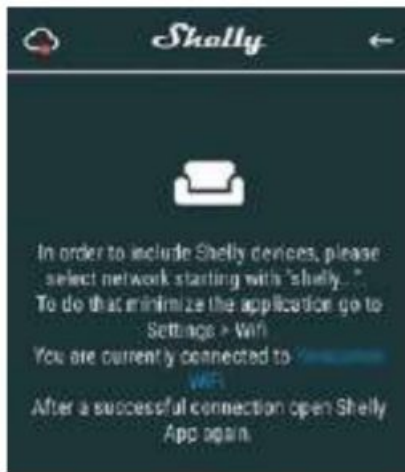 Shelly
In order to include Shelly devices, please
select network starting with "shelly..."
To do that minimize the application go to
Settings > Wifi
You are currently connected to
WiFi
After a successful connection open Shelly
App again.